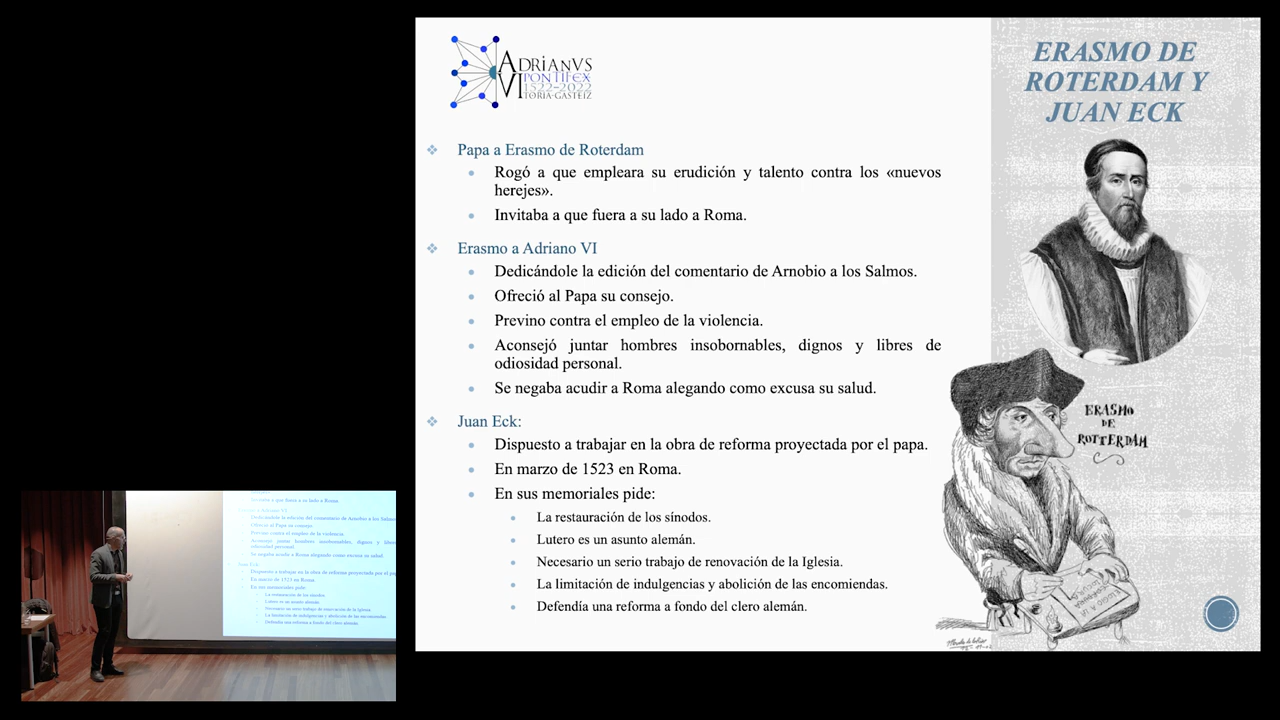 ADRIANVS
PONTIFEX
VI 1522-2022
VITORIA-GASTEIZ
ERASMO DE
ROTERDAM Y
JUAN ECK
Papa a Erasmo de Roterdam
Rogó a que empleara su erudición y talento contra los «nuevos
herejes».
Invitaba a que fuera a su lado a Roma.
Erasmo a Adriano VI
Dedicándole la edición del comentario de Arnobio a los Salmos.
Ofreció al Papa su consejo.
Previno contra el empleo de la violencia.
Aconsejó juntar hombres insobornables, dignos y libres de
odiosidad personal.
Se negaba acudir a Roma alegando como excusa su salud.
Juan Eck:
Dispuesto a trabajar en la obra de reforma proyectada por el papa.
En marzo de 1523 en Roma.
En sus memoriales pide:
La restauración de los sínodos.
Lutero es un asunto alemán.
Necesario un serio trabajo de renovación de la Iglesia.
La limitación de indulgencias y abolición de las encomiendas.
Defendía una reforma a fondo del clero alemán.
ERASMO
DE
ROTTERDAM